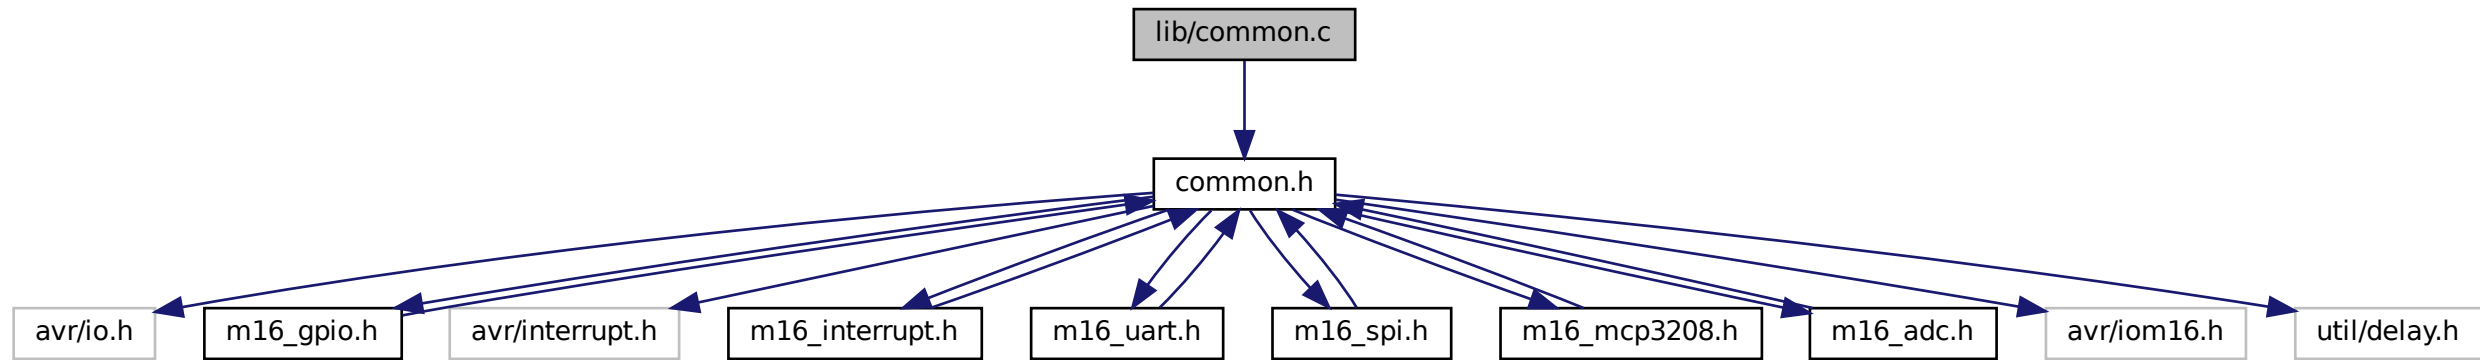 lib/common.c
common.h
avr/io.h
m16_gpio.h
avr/interrupt.h
m16_interrupt.h
m16_uart.h
m16_spi.h
m16_mcp3208.h
m16_adc.h
avr/iom16.h
util/delay.h